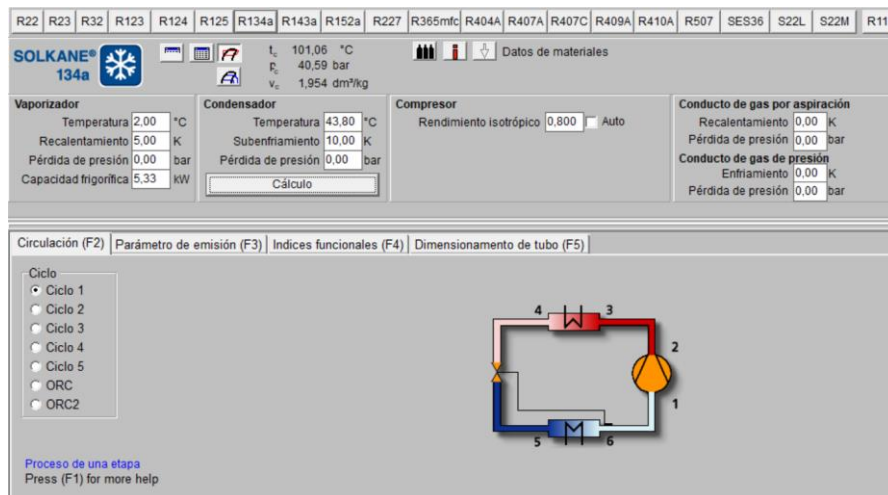 R22 R23 R32 R123 R124 R125 R134a R143a R152a R227 R365mfc R404A R407A R407C R409A R410A R507 SES36 S22L S22M R11
SOLKANE®
134a
tc 101,06 °C
pc 40,59 bar
vc 1,954 dm³/kg
Datos de materiales
Vaporizador
Temperatura 2,00 °C
Recalentamiento 5,00 K
Pérdida de presión 0,00 bar
Capacidad frigorífica 5,33 kW
Condensador
Temperatura 43,80 °C
Subenfriamiento 10,00 K
Pérdida de presión 0,00 bar
Cálculo
Compresor
Rendimiento isotrópico 0,800 Auto
Conducto de gas por aspiración
Recalentamiento 0,00 K
Pérdida de presión 0,00 bar
Conducto de gas de presión
Enfriamiento 0,00 K
Pérdida de presión 0,00 bar
Circulación (F2) Parámetro de emisión (F3) Indices funcionales (F4) Dimensionamento de tubo (F5)
Ciclo
Ciclo 1
Ciclo 2
Ciclo 3
Ciclo 4
Ciclo 5
ORC
ORC2
4 3
2
1
5 6
Proceso de una etapa
Press (F1) for more help